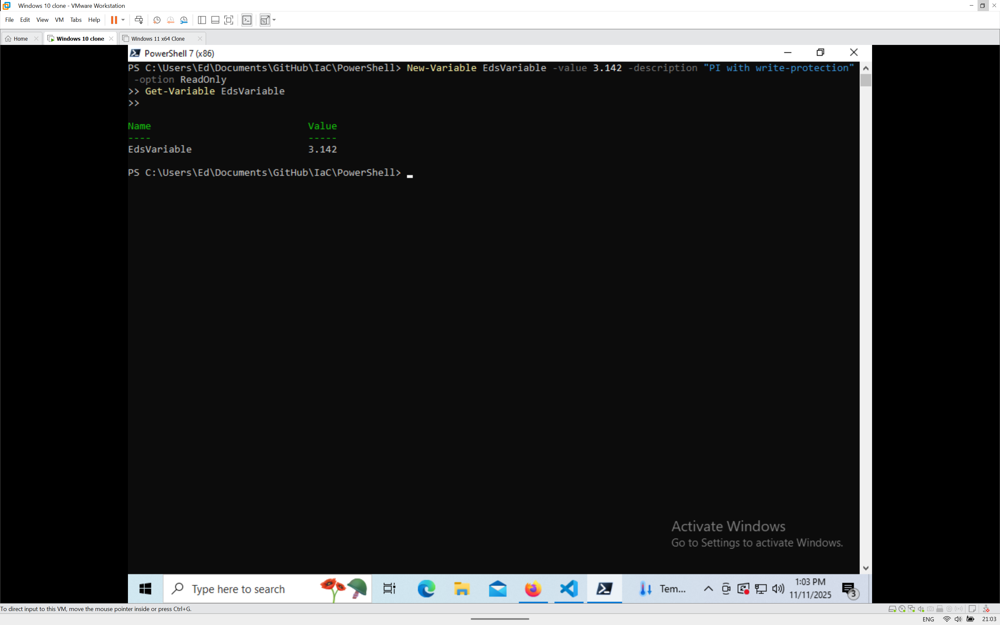 Windows 10 clone - VMware Workstation
File Edit View VM Tabs Help
Home Windows 10 clone Windows 11 x64 Clone
PowerShell 7 (x86)
PS C:\Users\Ed\Documents\GitHub\IaC\PowerShell> New-Variable EdsVariable -value 3.142 -description "PI with write-protection"
-option ReadOnly
>> Get-Variable EdsVariable
>>
Name Value
---- -----
EdsVariable 3.142
PS C:\Users\Ed\Documents\GitHub\IaC\PowerShell>
Activate Windows
Go to Settings to activate Windows.
Type here to search
Tem...
1:03 PM
11/11/2025
3
To direct input to this VM, move the mouse pointer inside or press Ctrl+G.
ENG 21:03